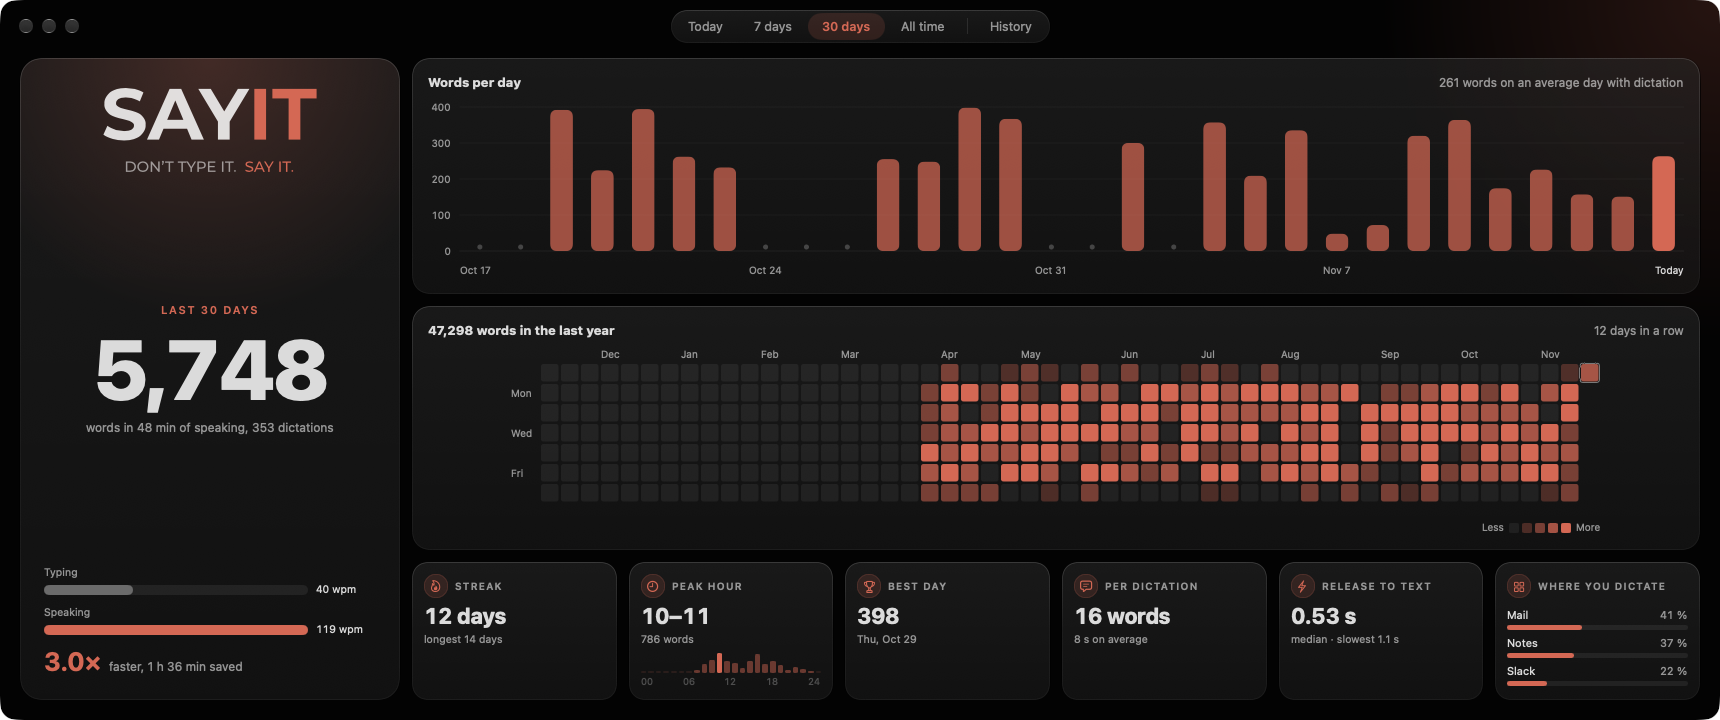 Today 7 days 30 days All time History
SAYIT
DON'T TYPE IT. SAY IT.
LAST 30 DAYS
5,748
words in 48 min of speaking, 353 dictations
Typing
40 wpm
Speaking
119 wpm
3.0× faster, 1 h 36 min saved
Words per day
261 words on an average day with dictation
400
300
200
100
0
Oct 17 Oct 24 Oct 31 Nov 7 Today
47,298 words in the last year
12 days in a row
Dec Jan Feb Mar Apr May Jun Jul Aug Sep Oct Nov
Mon
Wed
Fri
Less More
STREAK
12 days
longest 14 days
PEAK HOUR
10–11
786 words
00 06 12 18 24
BEST DAY
398
Thu, Oct 29
PER DICTATION
16 words
8 s on average
RELEASE TO TEXT
0.53 s
median · slowest 1.1 s
WHERE YOU DICTATE
Mail 41 %
Notes 37 %
Slack 22 %